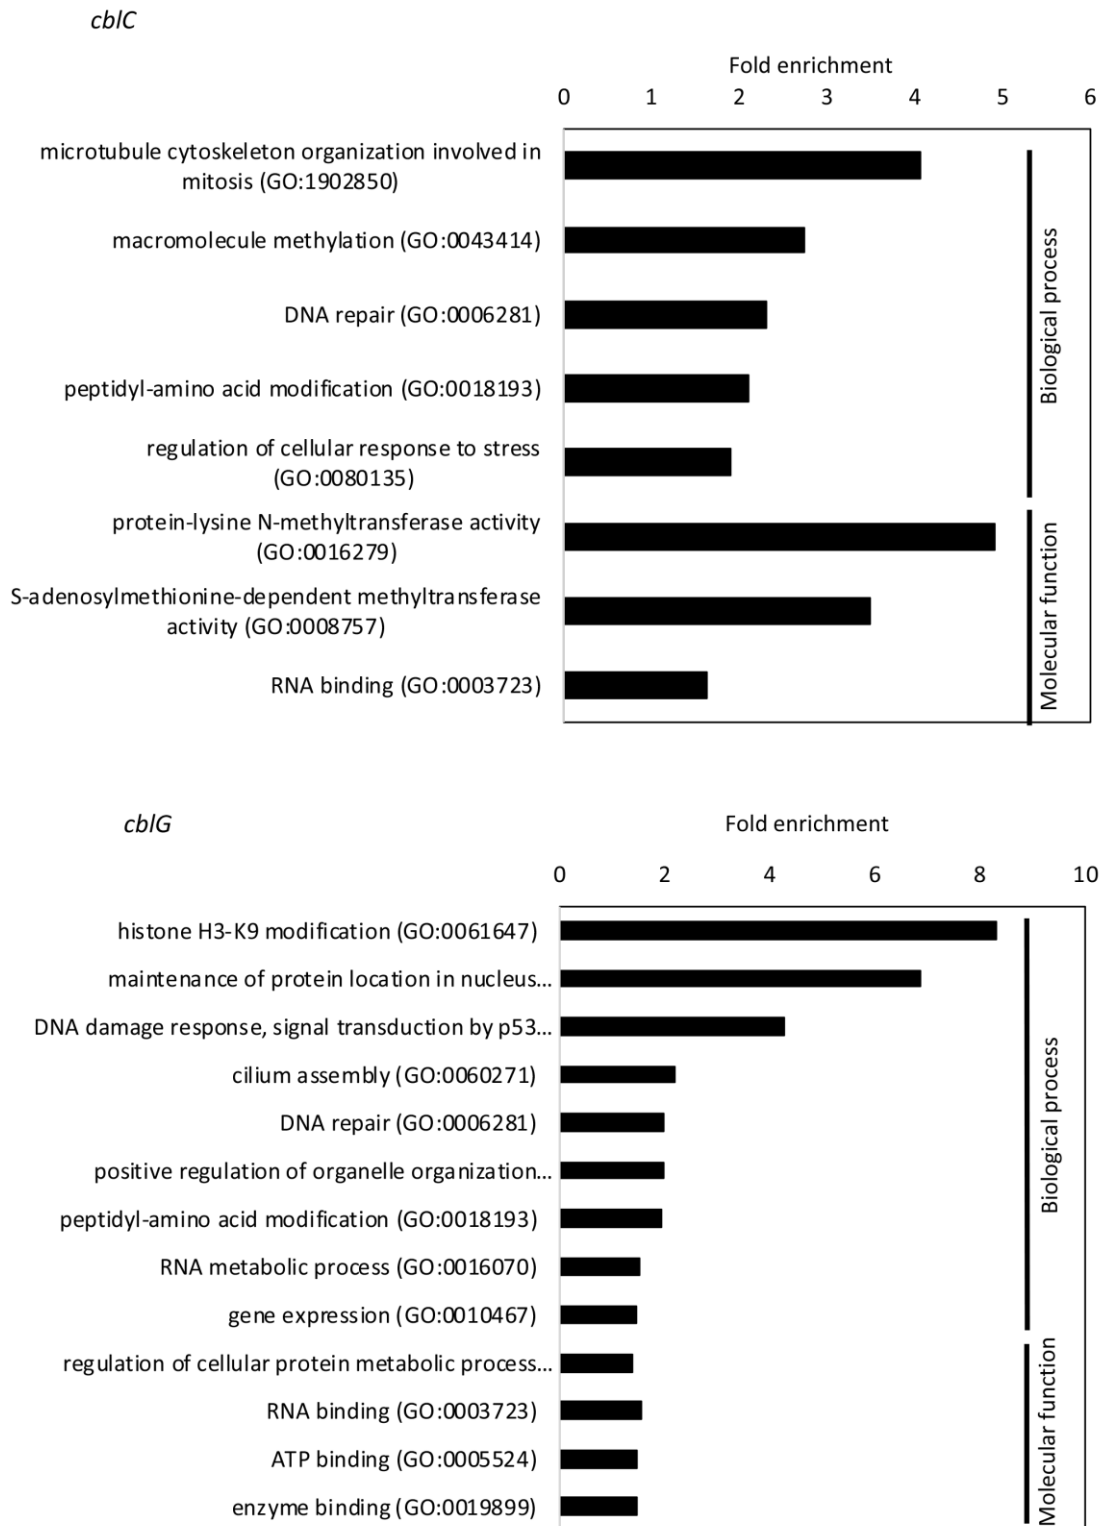 cblC
Fold enrichment
0 1 2 3 4 5 6
microtubule cytoskeleton organization involved in
mitosis (GO:1902850)
macromolecule methylation (GO:0043414)
DNA repair (GO:0006281)
peptidyl-amino acid modification (GO:0018193)
regulation of cellular response to stress
(GO:0080135)
Biological process
protein-lysine N-methyltransferase activity
(GO:0016279)
S-adenosylmethionine-dependent methyltransferase
activity (GO:0008757)
RNA binding (GO:0003723)
Molecular function
cblG
Fold enrichment
0 2 4 6 8 10
histone H3-K9 modification (GO:0061647)
maintenance of protein location in nucleus...
DNA damage response, signal transduction by p53...
cilium assembly (GO:0060271)
DNA repair (GO:0006281)
positive regulation of organelle organization...
peptidyl-amino acid modification (GO:0018193)
RNA metabolic process (GO:0016070)
gene expression (GO:0010467)
Biological process
regulation of cellular protein metabolic process...
RNA binding (GO:0003723)
ATP binding (GO:0005524)
enzyme binding (GO:0019899)
Molecular function